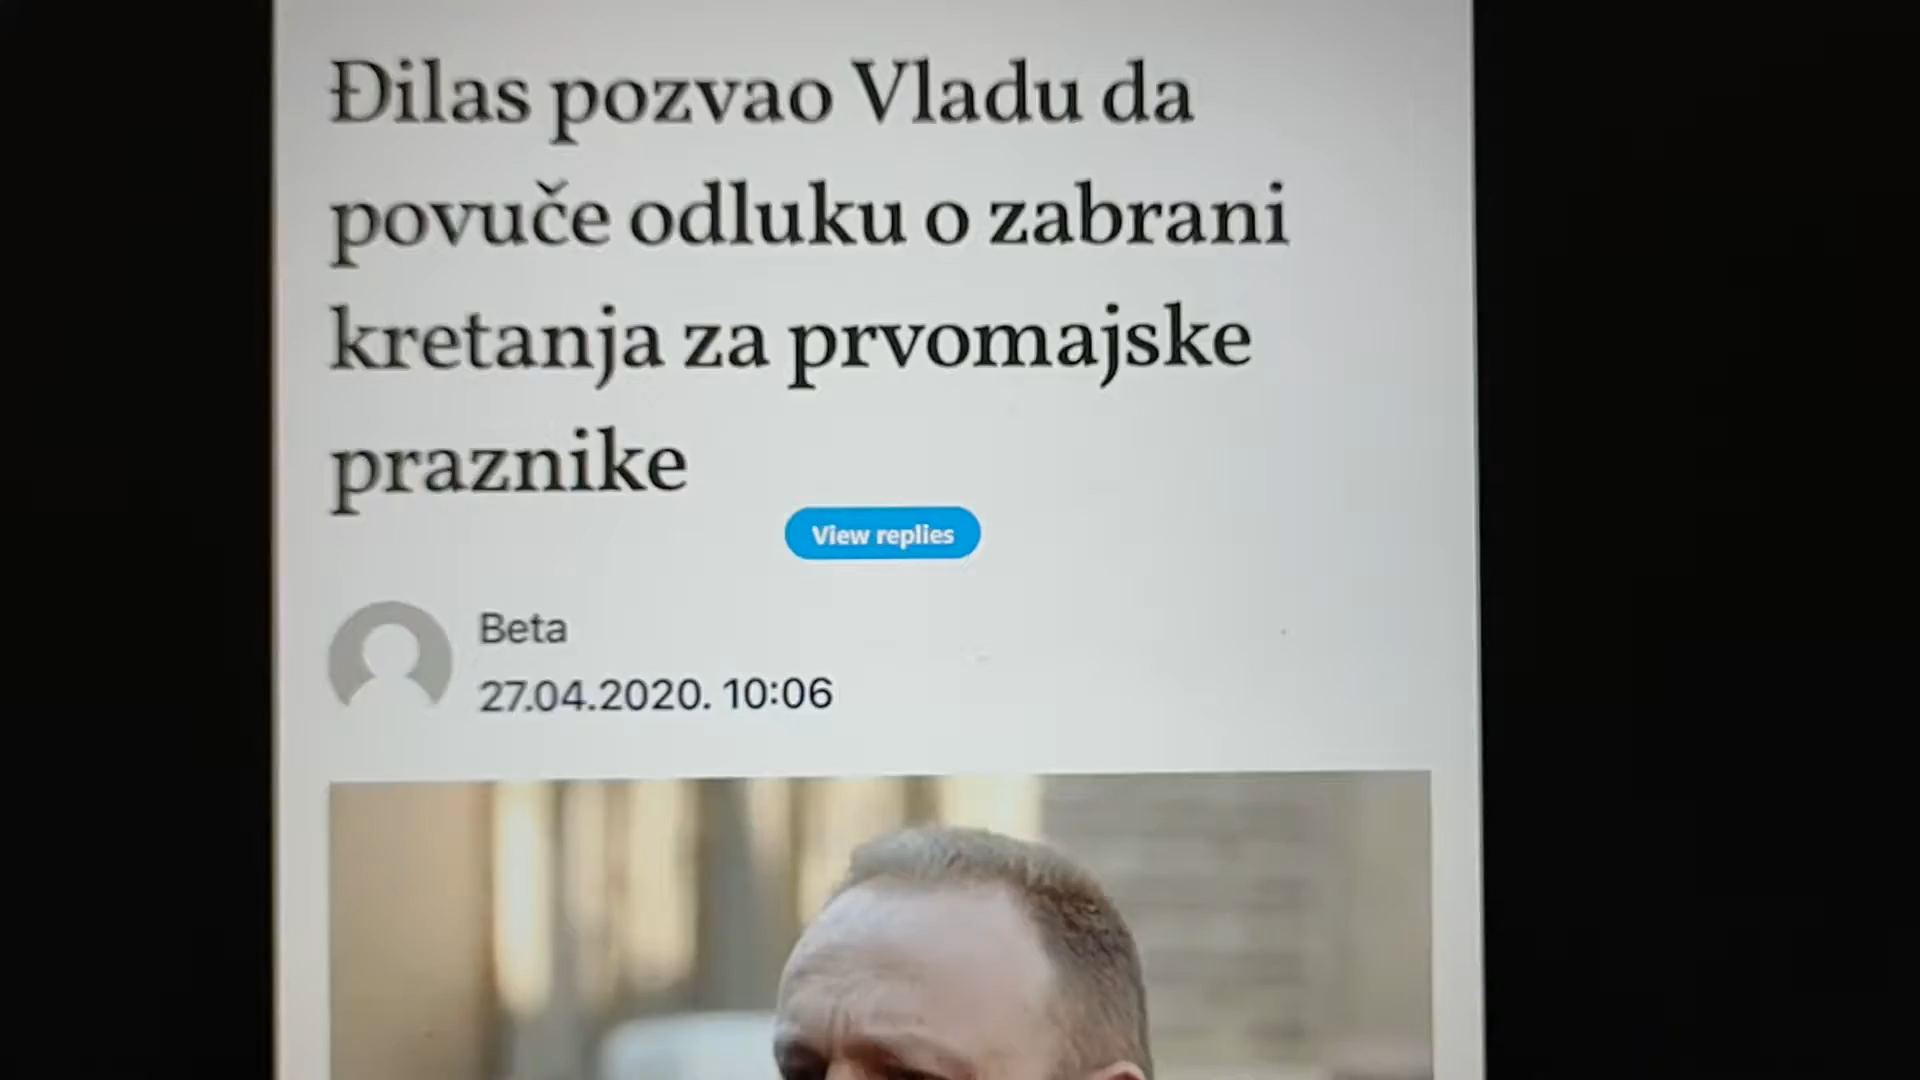 Đilas pozvao Vladu da
povuče odluku o zabrani
kretanja za prvomajske
praznike
View replies
Beta
27.04.2020. 10:06